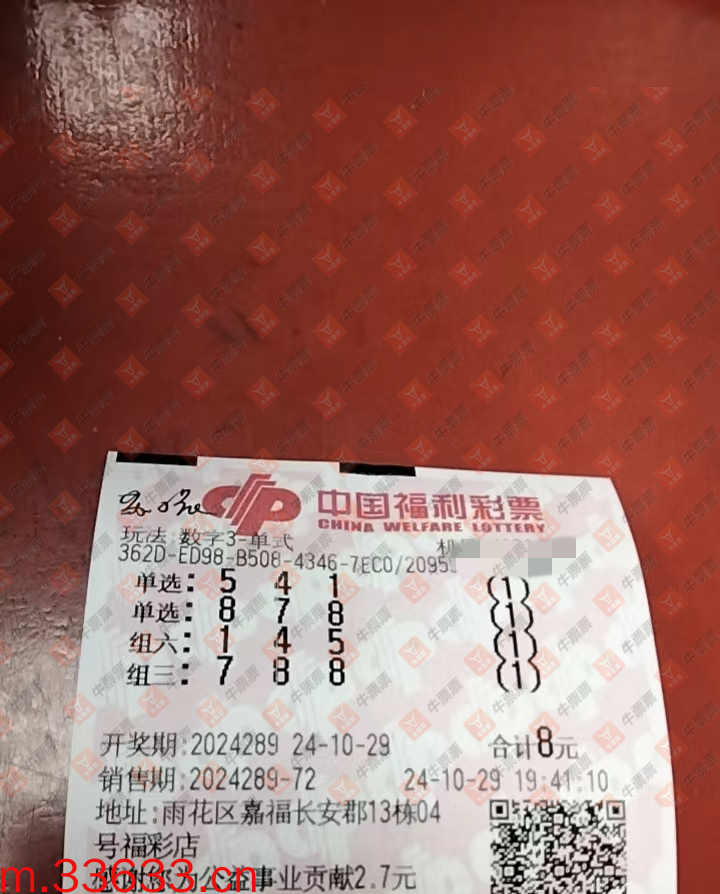 中国福利彩票
CHINA WELFARE LOTTERY
玩法:数字3-单式
362D-ED98-B508-4346-7EC0/2095
单选: 5 4 1 (1)
单选: 8 7 8 (1)
组六: 1 4 5 (1)
组三: 7 8 8 (1)
开奖期:2024289 24-10-29 合计8元
销售期:2024289-72 24-10-29 19:41:10
地址:雨花区嘉福长安郡13栋04
号福彩店
公益事业贡献2.7元
m.33633.cn
牛票票